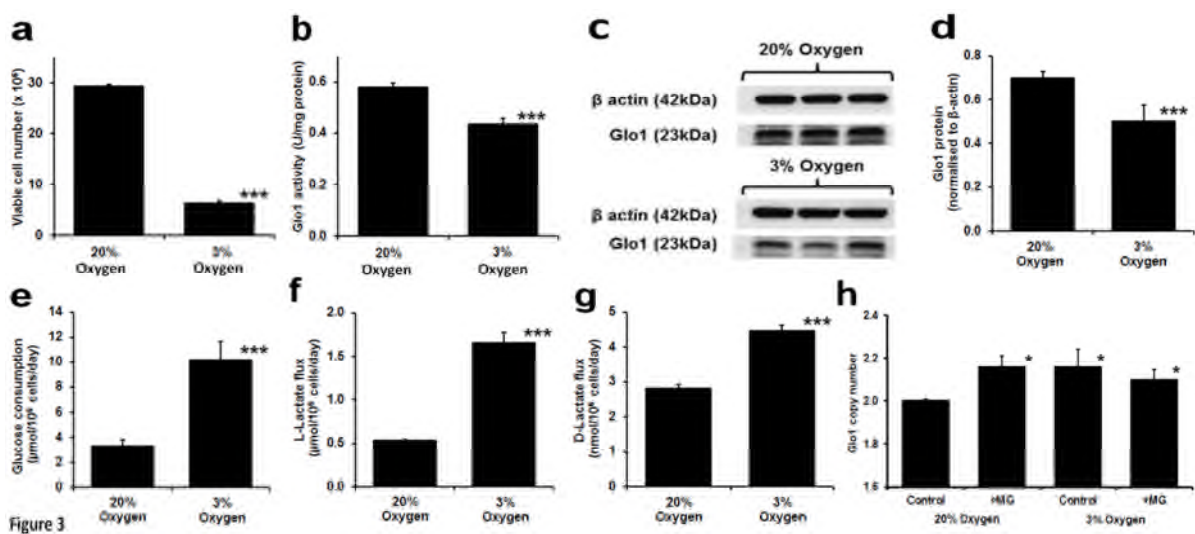 a
Viable cell number (x 10⁶)
30
20
10
0
***
20%
Oxygen
3%
Oxygen
b
Glo1 activity (U/mg protein)
0.6
0.4
0.2
0.0
***
20%
Oxygen
3%
Oxygen
c
20% Oxygen
β actin (42kDa)
Glo1 (23kDa)
3% Oxygen
β actin (42kDa)
Glo1 (23kDa)
d
Glo1 protein
(normalised to β-actin)
0.8
0.6
0.4
0.2
0.0
***
20%
Oxygen
3%
Oxygen
e
Glucose consumption
(µmol/10⁶ cells/day)
14
12
10
8
6
4
2
0
***
20%
Oxygen
3%
Oxygen
f
L-Lactate flux
(µmol/10⁶ cells/day)
2.0
1.5
1.0
0.5
0.0
***
20%
Oxygen
3%
Oxygen
g
D-Lactate flux
(nmol/10⁶ cells/day)
5
4
3
2
1
0
***
20%
Oxygen
3%
Oxygen
h
Glo1 copy number
2.4
2.2
2.0
1.8
1.6
*
*
*
Control
+MG
Control
+MG
20% Oxygen
3% Oxygen
Figure 3